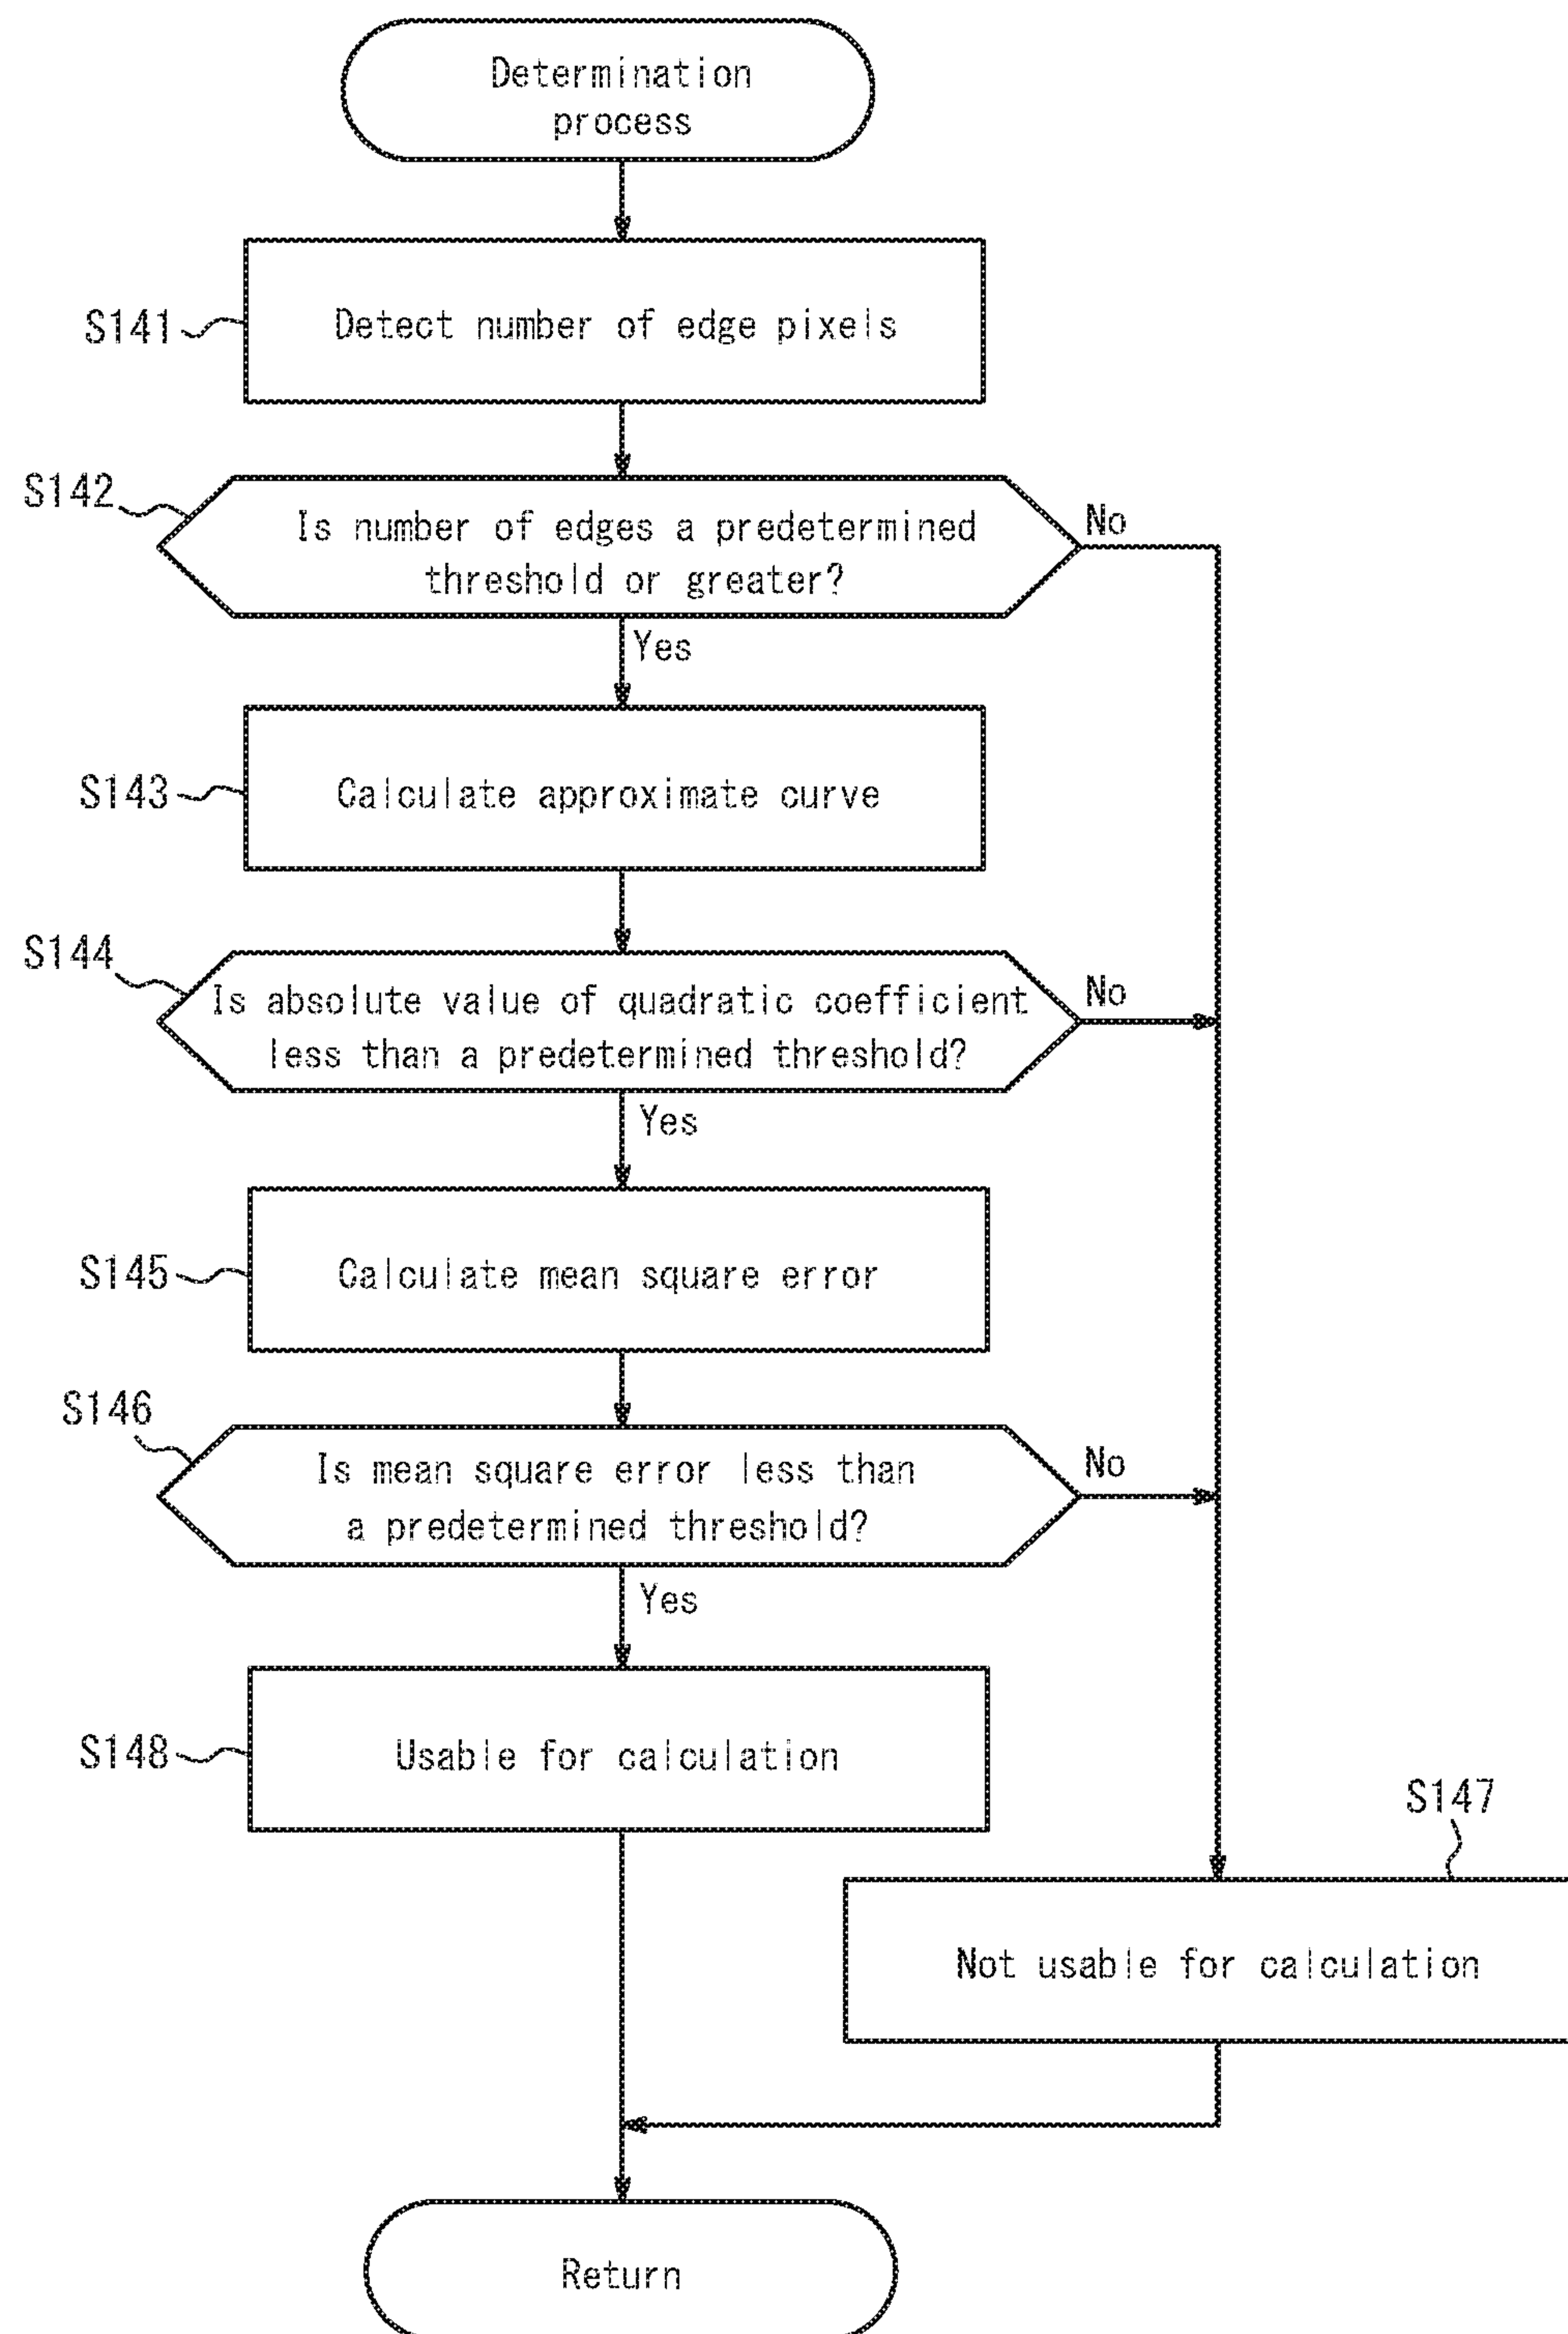 Determination
process
S141
Detect number of edge pixels
S142
Is number of edges a predetermined
threshold or greater?
No
Yes
S143
Calculate approximate curve
S144
Is absolute value of quadratic coefficient
less than a predetermined threshold?
No
Yes
S145
Calculate mean square error
S146
Is mean square error less than
a predetermined threshold?
No
Yes
S148
Usable for calculation
S147
Not usable for calculation
Return